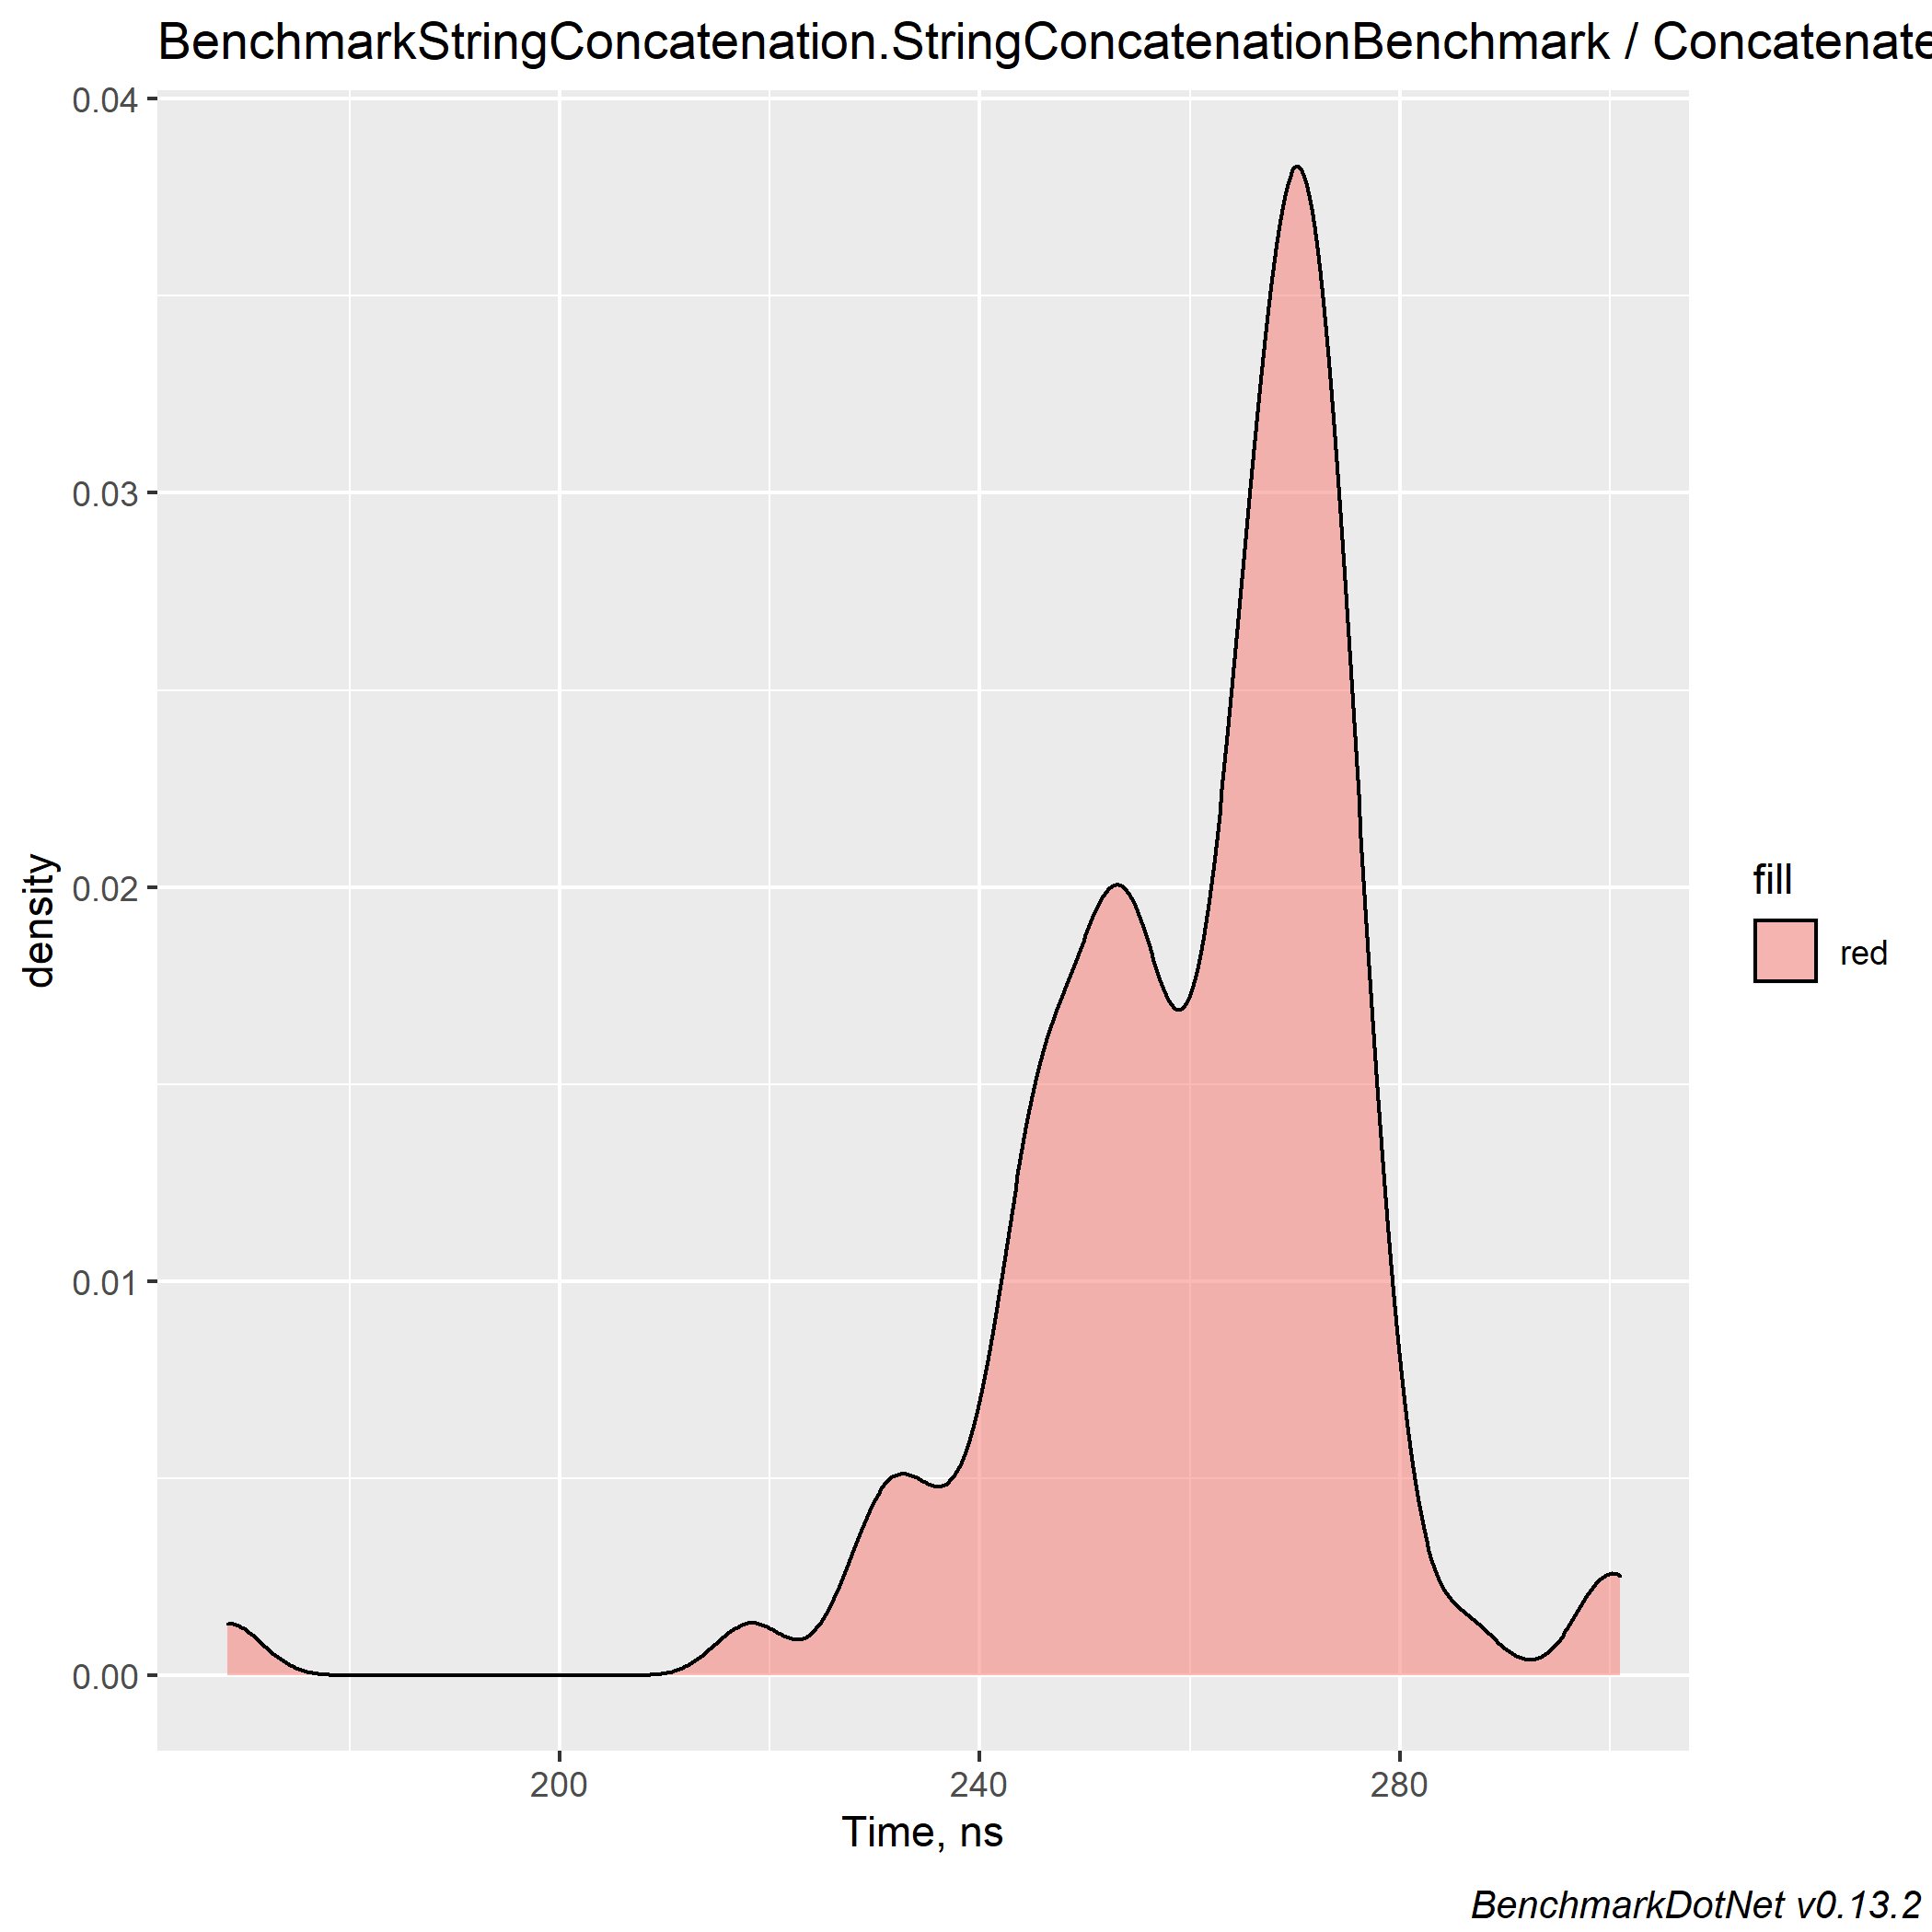 BenchmarkStringConcatenation.StringConcatenationBenchmark / Concatenate
0.04
0.03
0.02
0.01
0.00
density
200 240 280
Time, ns
fill
red
BenchmarkDotNet v0.13.2